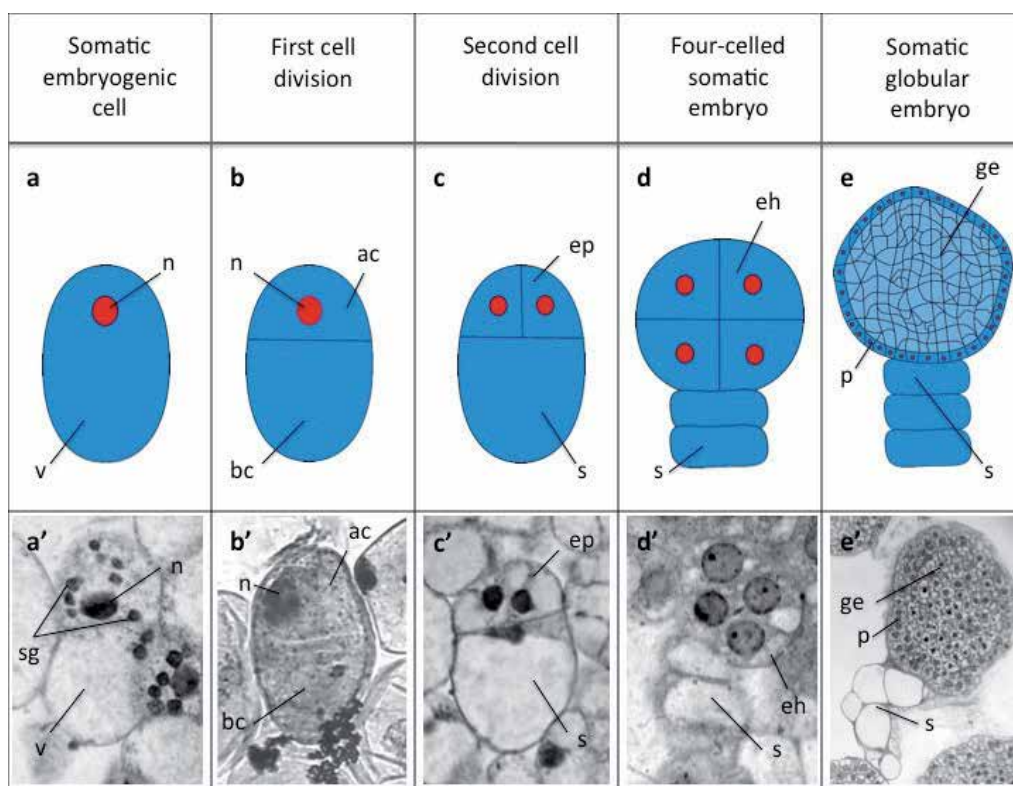 Somatic
embryogenic
cell
First cell
division
Second cell
division
Four-celled
somatic
embryo
Somatic
globular
embryo
a
n
v
b
n
ac
bc
c
ep
s
d
eh
s
e
ge
p
s
a’
n
sg
v
b’
ac
n
bc
c’
ep
s
d’
eh
s
e’
ge
p
s